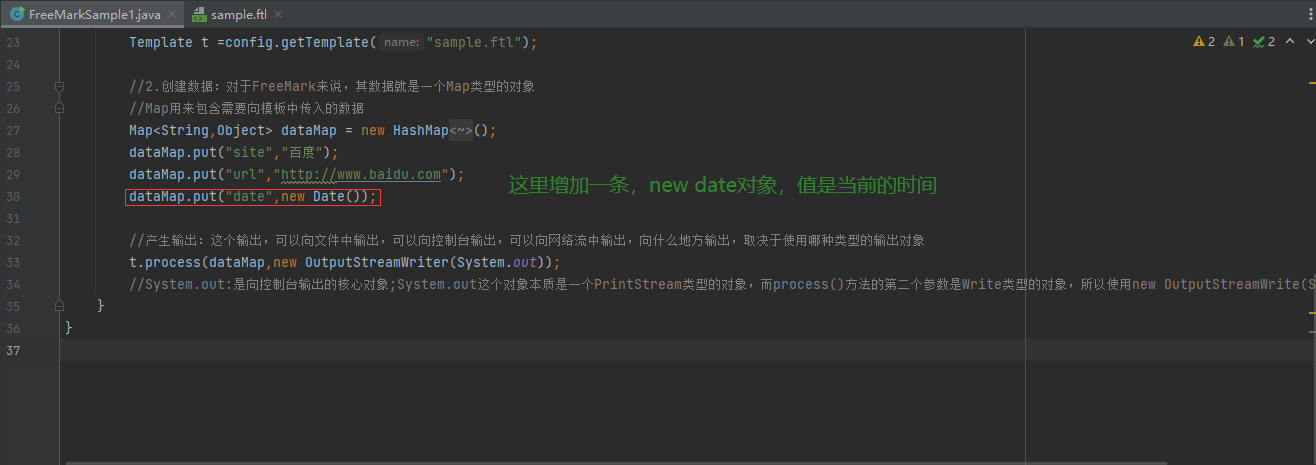 FreeMarkSample1.java
sample.ftl
2 1 2
23 Template t =config.getTemplate( name: "sample.ftl");
24
25 //2.创建数据：对于FreeMark来说，其数据就是一个Map类型的对象
26 //Map用来包含需要向模板中传入的数据
27 Map<String,Object> dataMap = new HashMap<~>();
28 dataMap.put("site","百度");
29 dataMap.put("url","http://www.baidu.com");
30 dataMap.put("date",new Date());
这里增加一条，new date对象，值是当前的时间
31
32 //产生输出：这个输出，可以向文件中输出，可以向控制台输出，可以向网络流中输出，向什么地方输出，取决于使用哪种类型的输出对象
33 t.process(dataMap,new OutputStreamWriter(System.out));
34 //System.out:是向控制台输出的核心对象;System.out这个对象本质是一个PrintStream类型的对象，而process()方法的第二个参数是Write类型的对象，所以使用new OutputStreamWrite(S
35 }
36 }
37